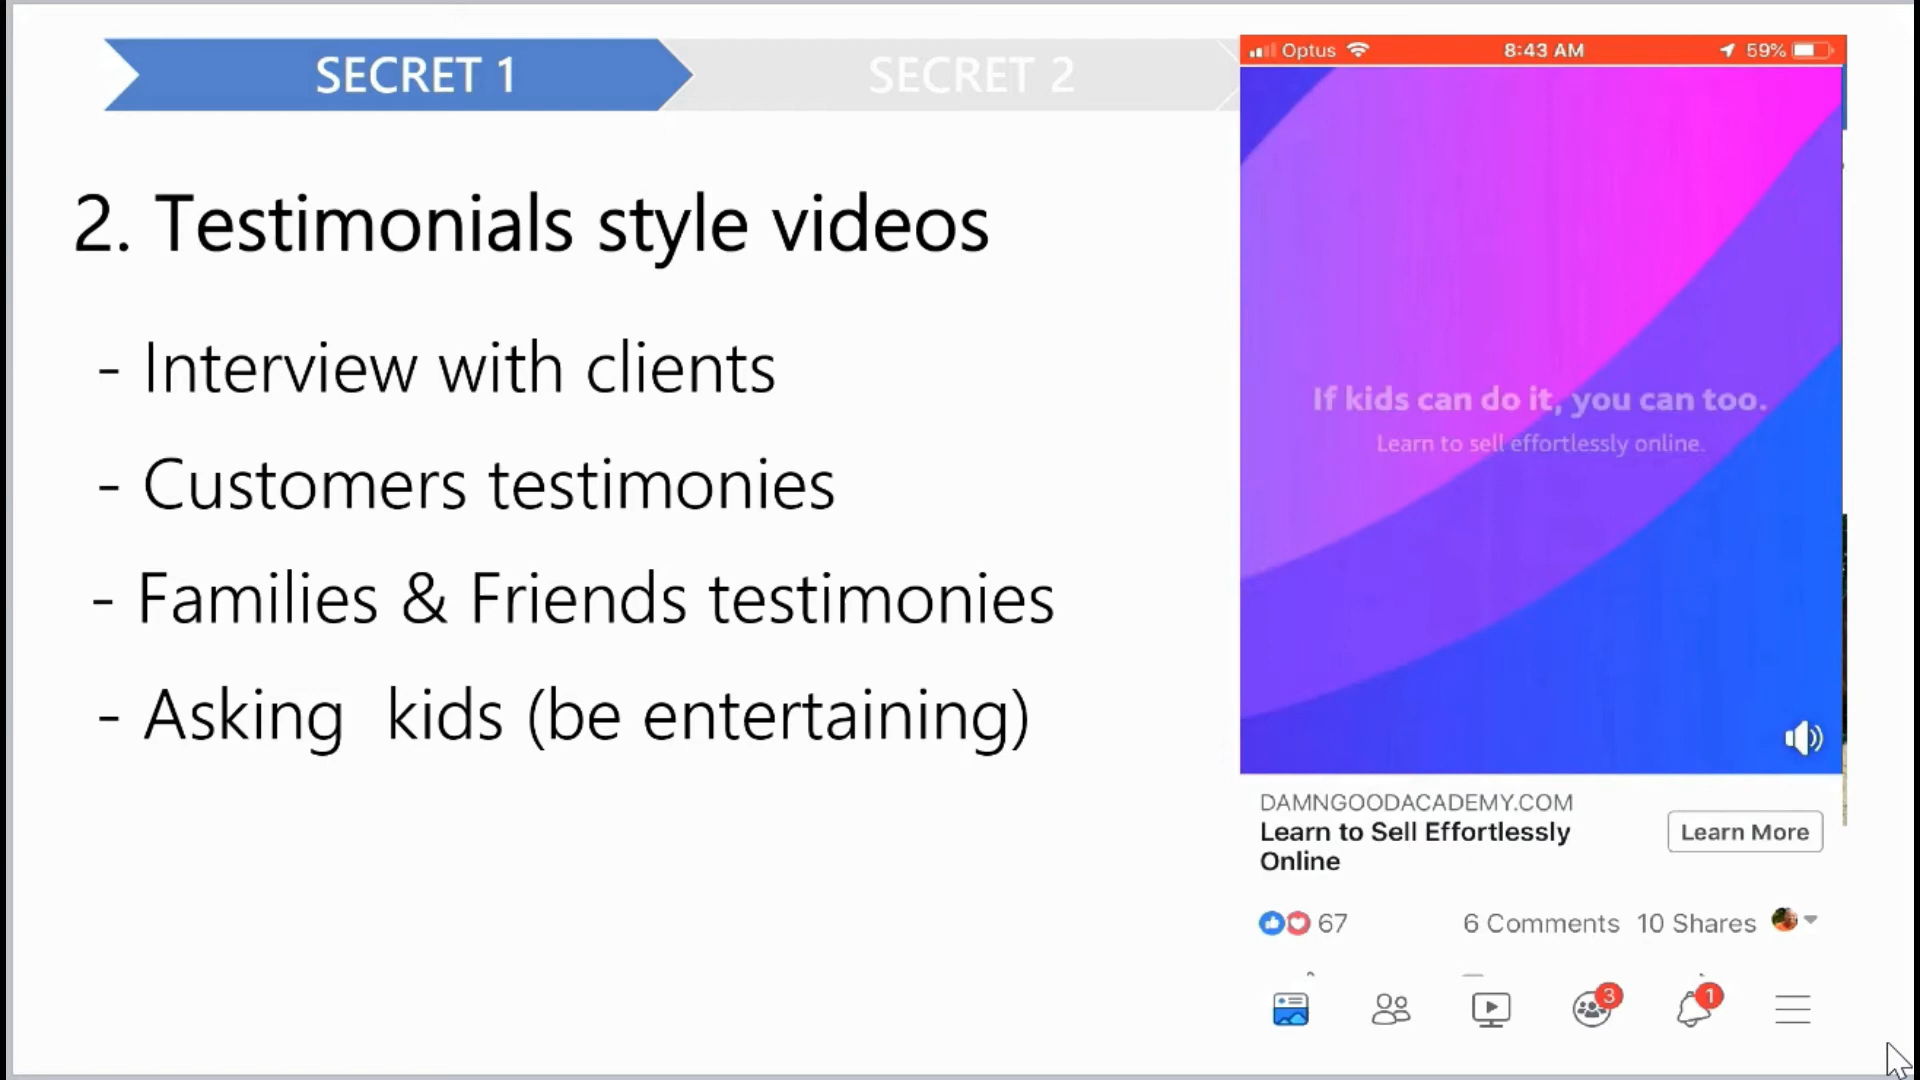 SECRET 1
SECRET 2
2. Testimonials style videos
- Interview with clients
- Customers testimonies
- Families & Friends testimonies
- Asking kids (be entertaining)
Optus 8:43 AM 59%
If kids can do it, you can too.
Learn to sell effortlessly online.
DAMNGOODACADEMY.COM
Learn to Sell Effortlessly
Online
Learn More
67 6 Comments 10 Shares
3 1